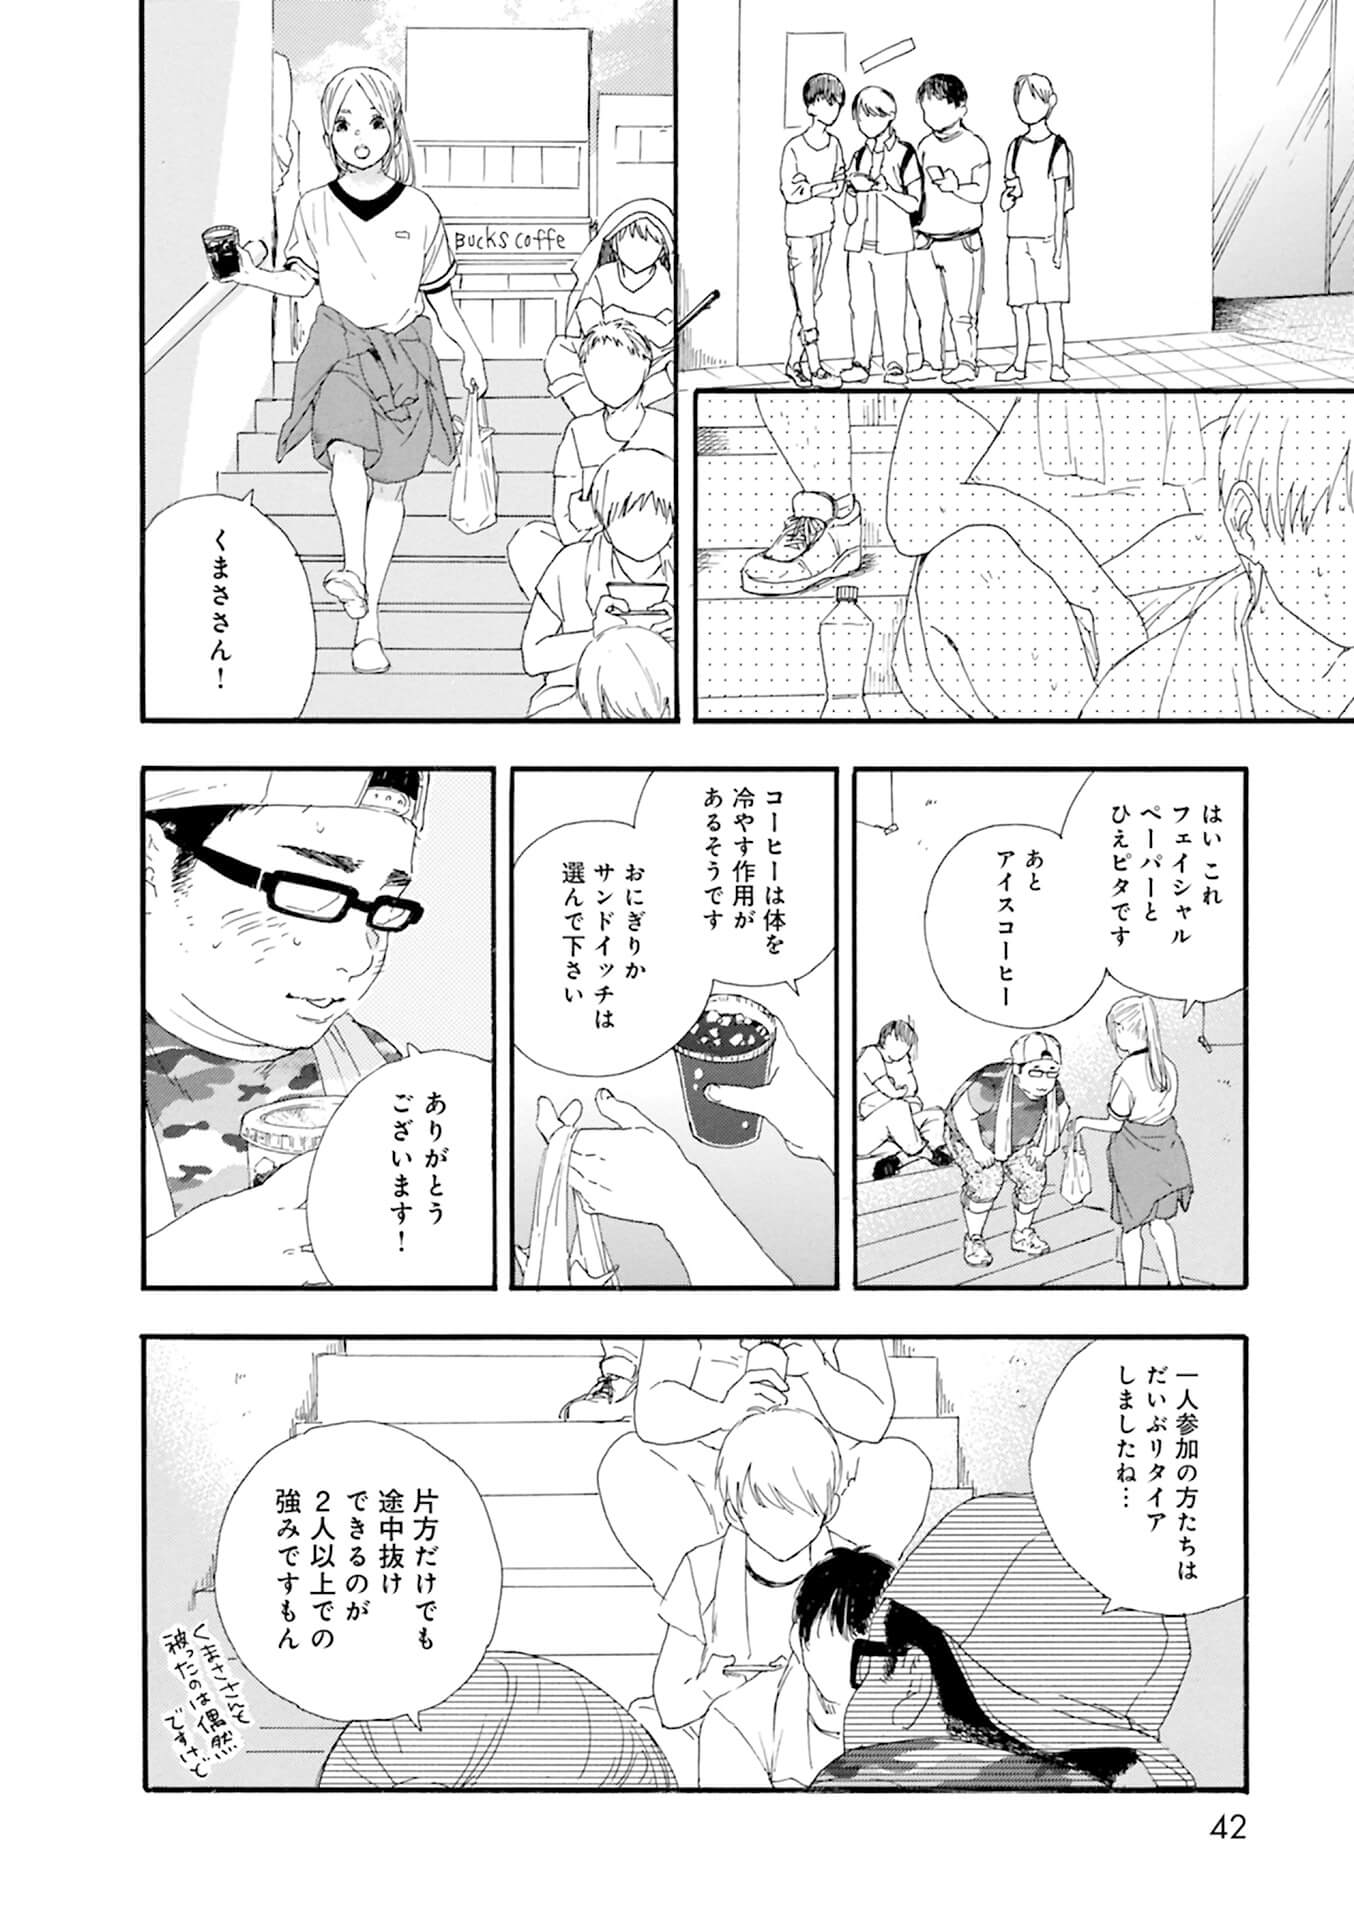 BUCKS COFFE
くまささん！
はい これ
フェイシャル
ペーパーと
ひえピタです
あと
アイスコーヒー
コーヒーは体を
冷やす作用が
あるそうです
おにぎりか
サンドイッチは
選んで下さい
ありがとう
ございます！
一人参加の方たちは
だいぶリタイア
しましたね…
片方だけでも
途中抜け
できるのが
２人以上での
強みですもん
くまささんと
被ったのは偶然
ですけど
42